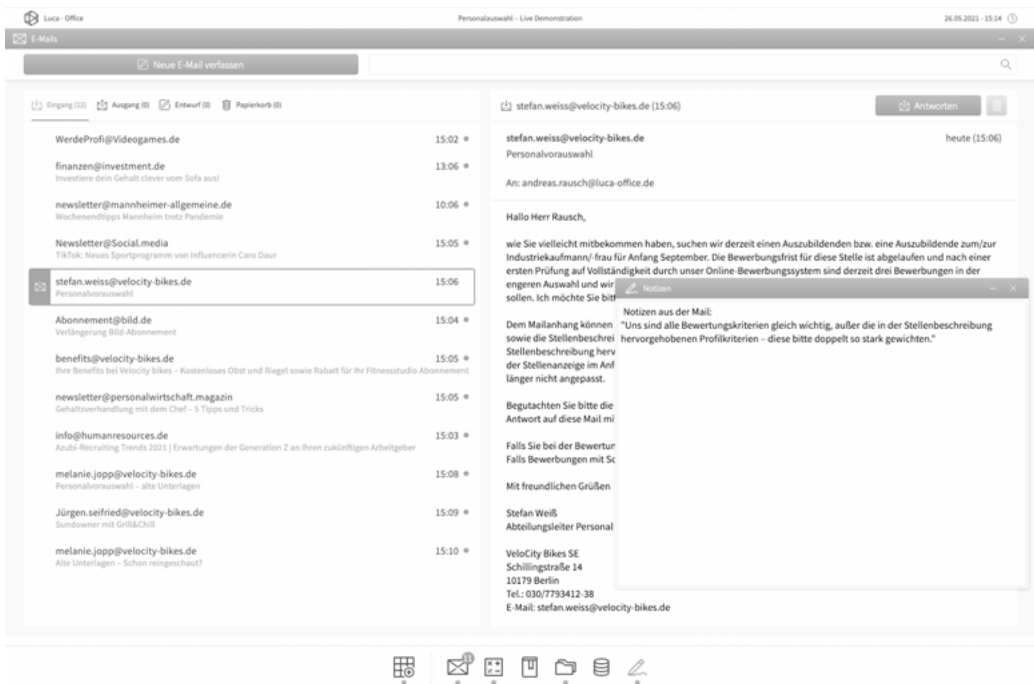 Luca - Office
Personalauswahl – Live Demonstration
26.05.2021 - 15:14
E-Mails
Neue E-Mail verfassen
Eingang (12) Ausgang (0) Entwurf (0) Papierkorb (0)
WerdeProfi@Videogames.de 15:02
finanzen@investment.de 13:06
Investiere dein Gehalt clever vom Sofa aus!
newsletter@mannheimer-allgemeine.de 10:06
Wochenendtipps Mannheim trotz Pandemie
Newsletter@Social.media 15:05
TikTok: Neues Sportprogramm von Influencerin Caro Daur
stefan.weiss@velocity-bikes.de 15:06
Personalvorauswahl
Abonnement@bild.de 15:04
Verlängerung Bild-Abonnement
benefits@velocity-bikes.de 15:05
Ihre Benefits bei Velocity bikes – Kostenloses Obst und Riegel sowie Rabatt für Ihr Fitnessstudio Abonnement
newsletter@personalwirtschaft.magazin 15:05
Gehaltsverhandlung mit dem Chef – 5 Tipps und Tricks
info@humanresources.de 15:03
Azubi-Recruiting Trends 2021 | Erwartungen der Generation Z an Ihren zukünftigen Arbeitgeber
melanie.jopp@velocity-bikes.de 15:08
Personalvorauswahl – alte Unterlagen
Jürgen.seifried@velocity-bikes.de 15:09
Sundowner mit Grill&Chill
melanie.jopp@velocity-bikes.de 15:10
Alte Unterlagen – Schon reingeschaut?
stefan.weiss@velocity-bikes.de (15:06)
Antworten
stefan.weiss@velocity-bikes.de heute (15:06)
Personalvorauswahl
An: andreas.rausch@luca-office.de
Hallo Herr Rausch,
wie Sie vielleicht mitbekommen haben, suchen wir derzeit einen Auszubildenden bzw. eine Auszubildende zum/zur
Industriekaufmann/-frau für Anfang September. Die Bewerbungsfrist für diese Stelle ist abgelaufen und nach einer
ersten Prüfung auf Vollständigkeit durch unser Online-Bewerbungssystem sind derzeit drei Bewerbungen in der
engeren Auswahl und wir
sollen. Ich möchte Sie bitt
Dem Mailanhang können
sowie die Stellenbeschrei
Stellenbeschreibung herv
der Stellenanzeige im Anf
länger nicht angepasst.
Begutachten Sie bitte die
Antwort auf diese Mail mi
Falls Sie bei der Bewertur
Falls Bewerbungen mit Sc
Mit freundlichen Grüßen
Stefan Weiß
Abteilungsleiter Personal
VeloCity Bikes SE
Schillingstraße 14
10179 Berlin
Tel.: 030/7793412-38
E-Mail: stefan.weiss@velocity-bikes.de
Notizen
Notizen aus der Mail:
"Uns sind alle Bewertungskriterien gleich wichtig, außer die in der Stellenbeschreibung
hervorgehobenen Profilkriterien – diese bitte doppelt so stark gewichten."